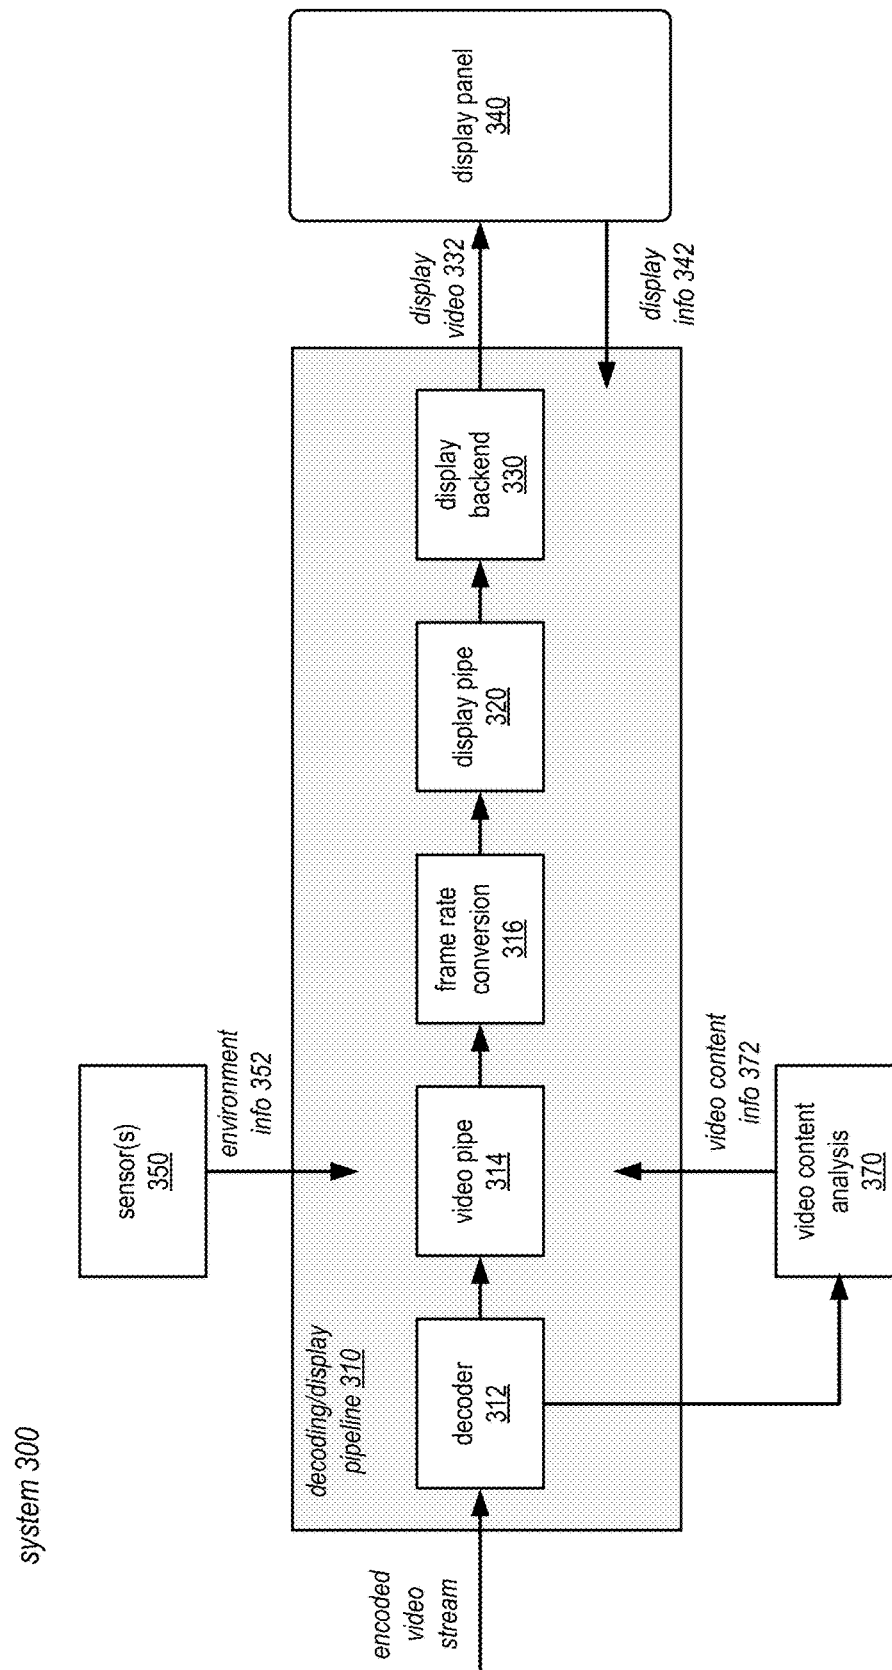 system 300
sensor(s)
350
environment
info 352
decoding/display
pipeline 310
encoded
video
stream
decoder
312
video pipe
314
frame rate
conversion
316
display pipe
320
display
backend
330
display
video 332
display panel
340
display
info 342
video content
info 372
video content
analysis
370